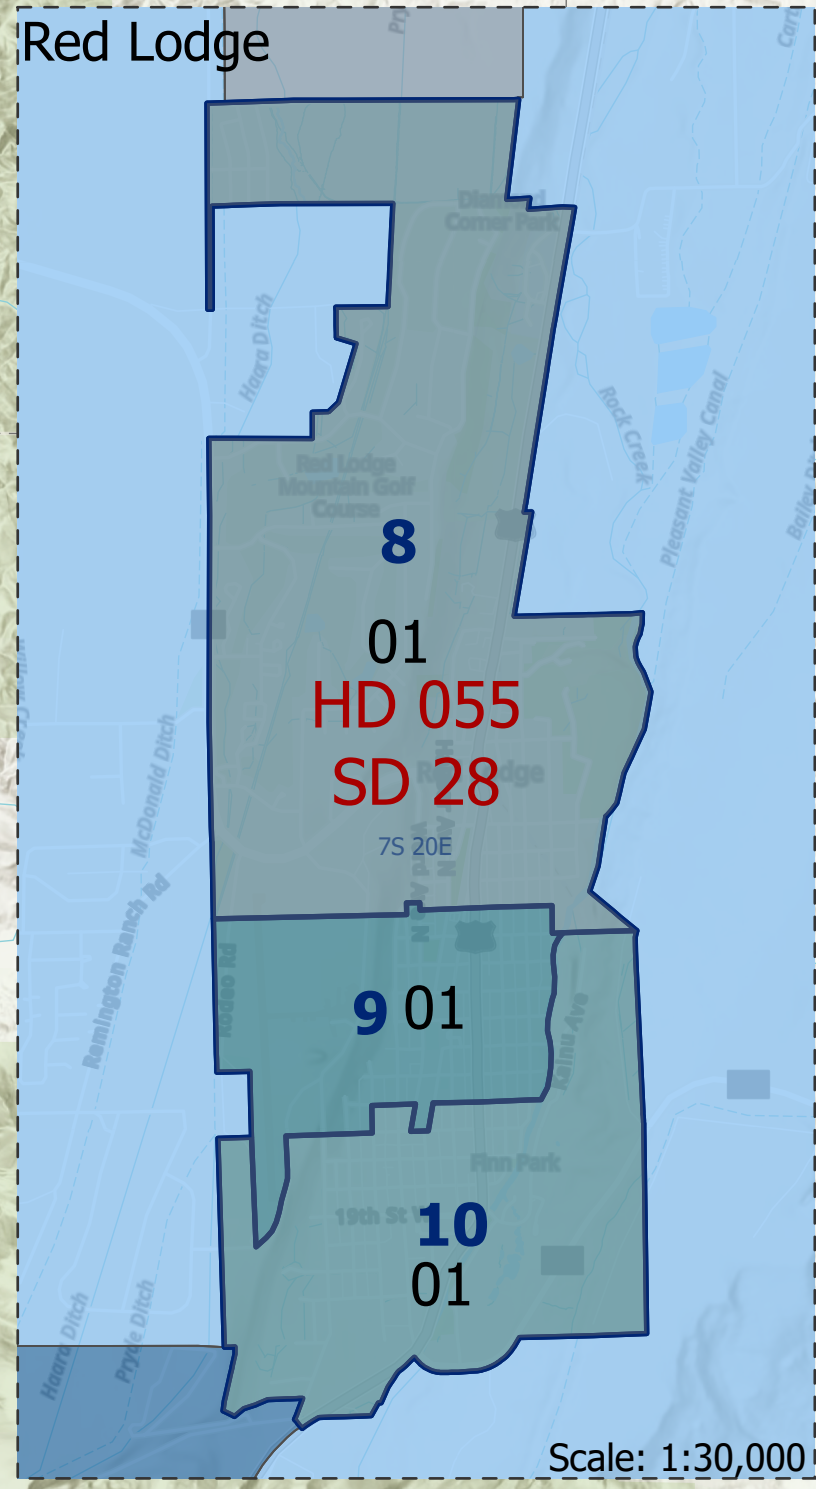 Red Lodge
Diamond
Corner Park
Haara Ditch
Rock Creek
Pleasant Valley Canal
Red Lodge
Mountain Golf
Course
8
01
HD 055
SD 28
7S 20E
McDonald Ditch
Remington Ranch Rd
Rodeo Rd
9 01
Kainu Ave
Finn Park
19th St W
10
01
Haara Ditch
Pryde Ditch
Scale: 1:30,000